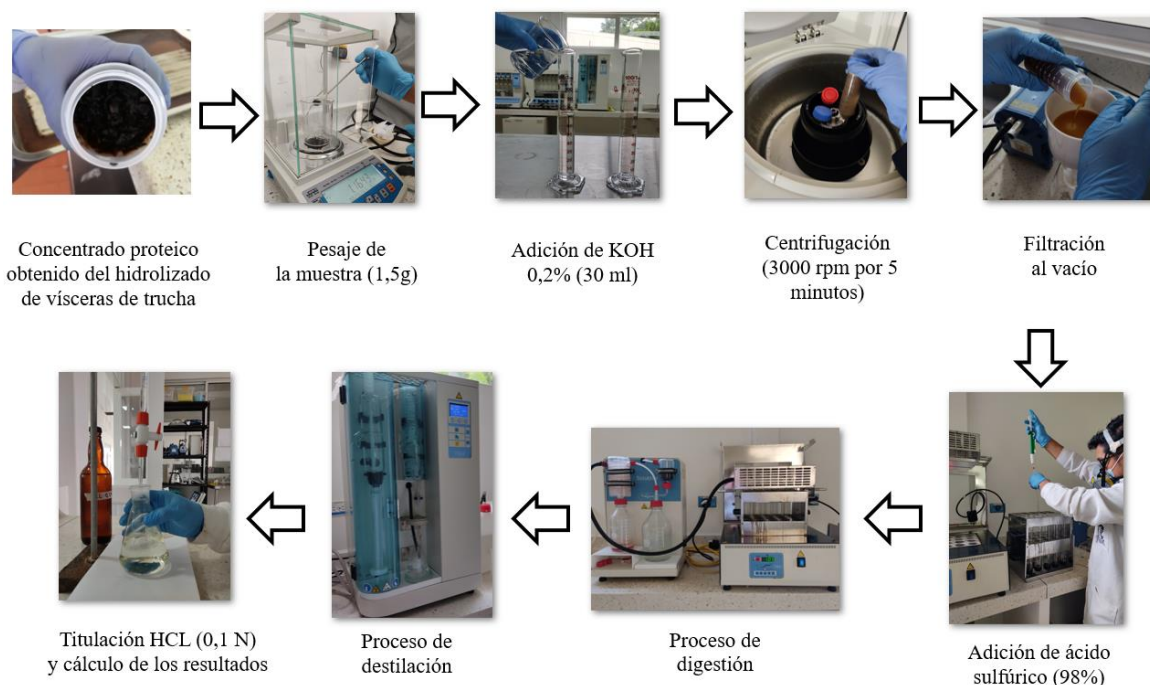 Concentrado proteico
obtenido del hidrolizado
de vísceras de trucha
Pesaje de
la muestra (1,5g)
Adición de KOH
0,2% (30 ml)
Centrifugación
(3000 rpm por 5
minutos)
Filtración
al vacío
Adición de ácido
sulfúrico (98%)
Proceso de
digestión
Proceso de
destilación
Titulación HCL (0,1 N)
y cálculo de los resultados